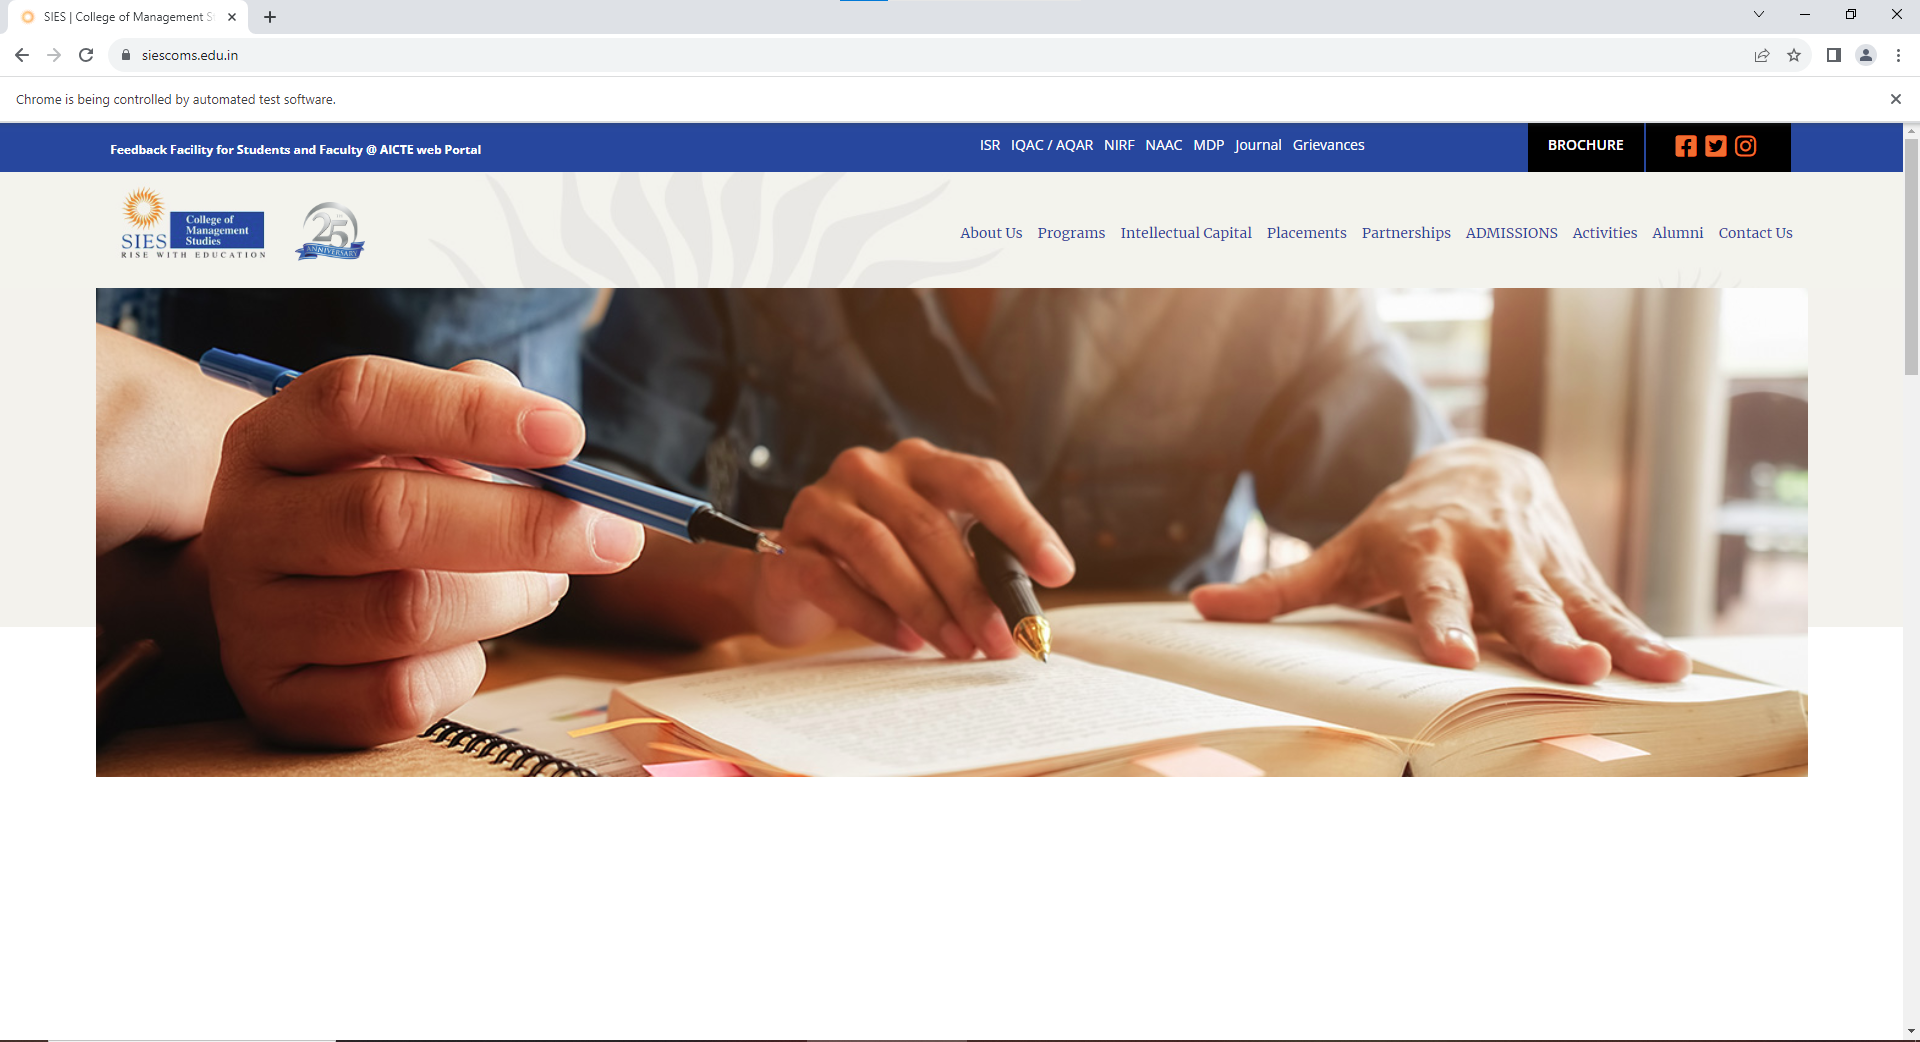 SIES | College of Management S
siescoms.edu.in
Chrome is being controlled by automated test software.
Feedback Facility for Students and Faculty @ AICTE web Portal
ISR IQAC / AQAR NIRF NAAC MDP Journal Grievances
BROCHURE
SIES College of Management Studies
RISE WITH EDUCATION
25
ANNIVERSARY
About Us Programs Intellectual Capital Placements Partnerships ADMISSIONS Activities Alumni Contact Us